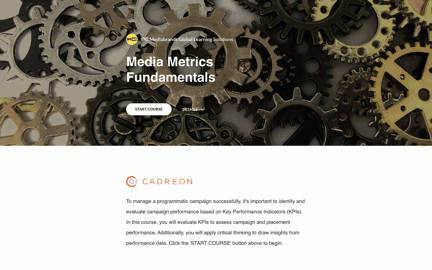 IPG Mediabrands Global Learning Solutions
Media Metrics
Fundamentals
START COURSE
DETAILS
CADREON
To manage a programmatic campaign successfully, it's important to identify and
evaluate campaign performance based on Key Performance Indicators (KPIs).
In this course, you will evaluate KPIs to assess campaign and placement
performance. Additionally, you will apply critical thinking to draw insights from
performance data. Click the 'START COURSE' button above to begin.